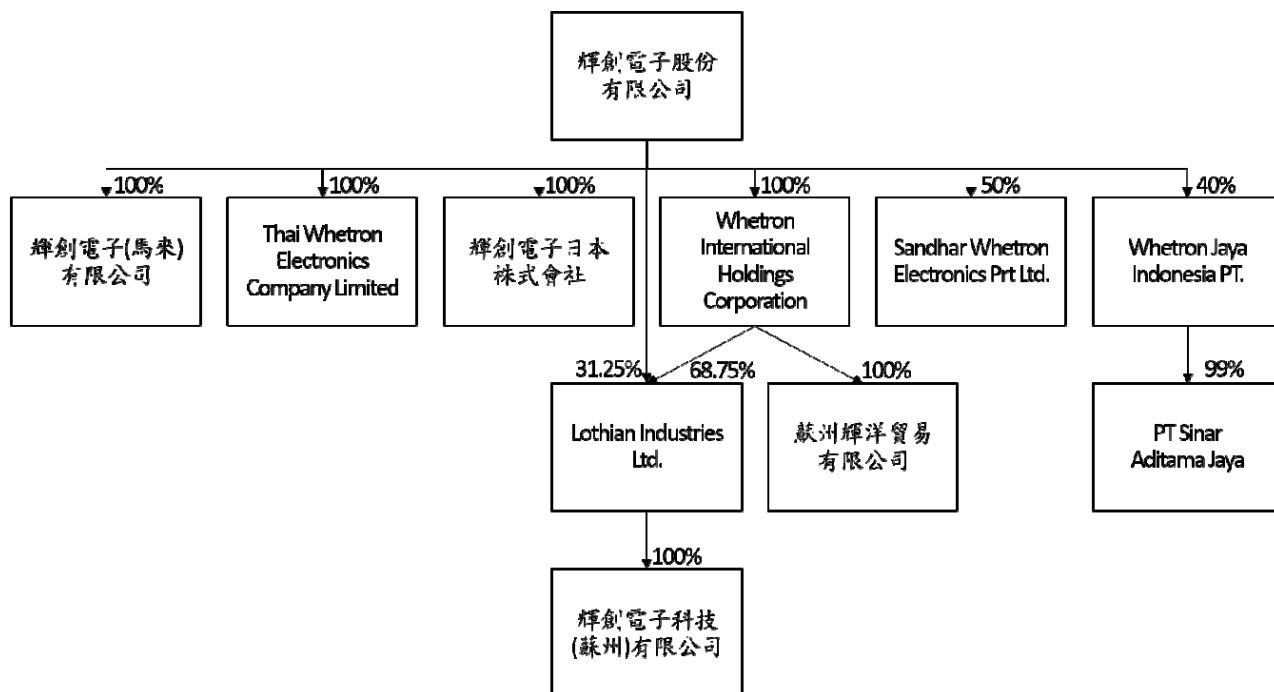 輝創電子股份
有限公司
100%
100%
100%
100%
50%
40%
輝創電子(馬來)
有限公司
Thai Whetron
Electronics
Company Limited
輝創電子日本
株式會社
Whetron
International
Holdings
Corporation
Sandhar Whetron
Electronics Prt Ltd.
Whetron Jaya
Indonesia PT.
31.25%
68.75%
100%
99%
Lothian Industries
Ltd.
蘇州輝洋貿易
有限公司
PT Sinar
Aditama Jaya
100%
輝創電子科技
(蘇州)有限公司